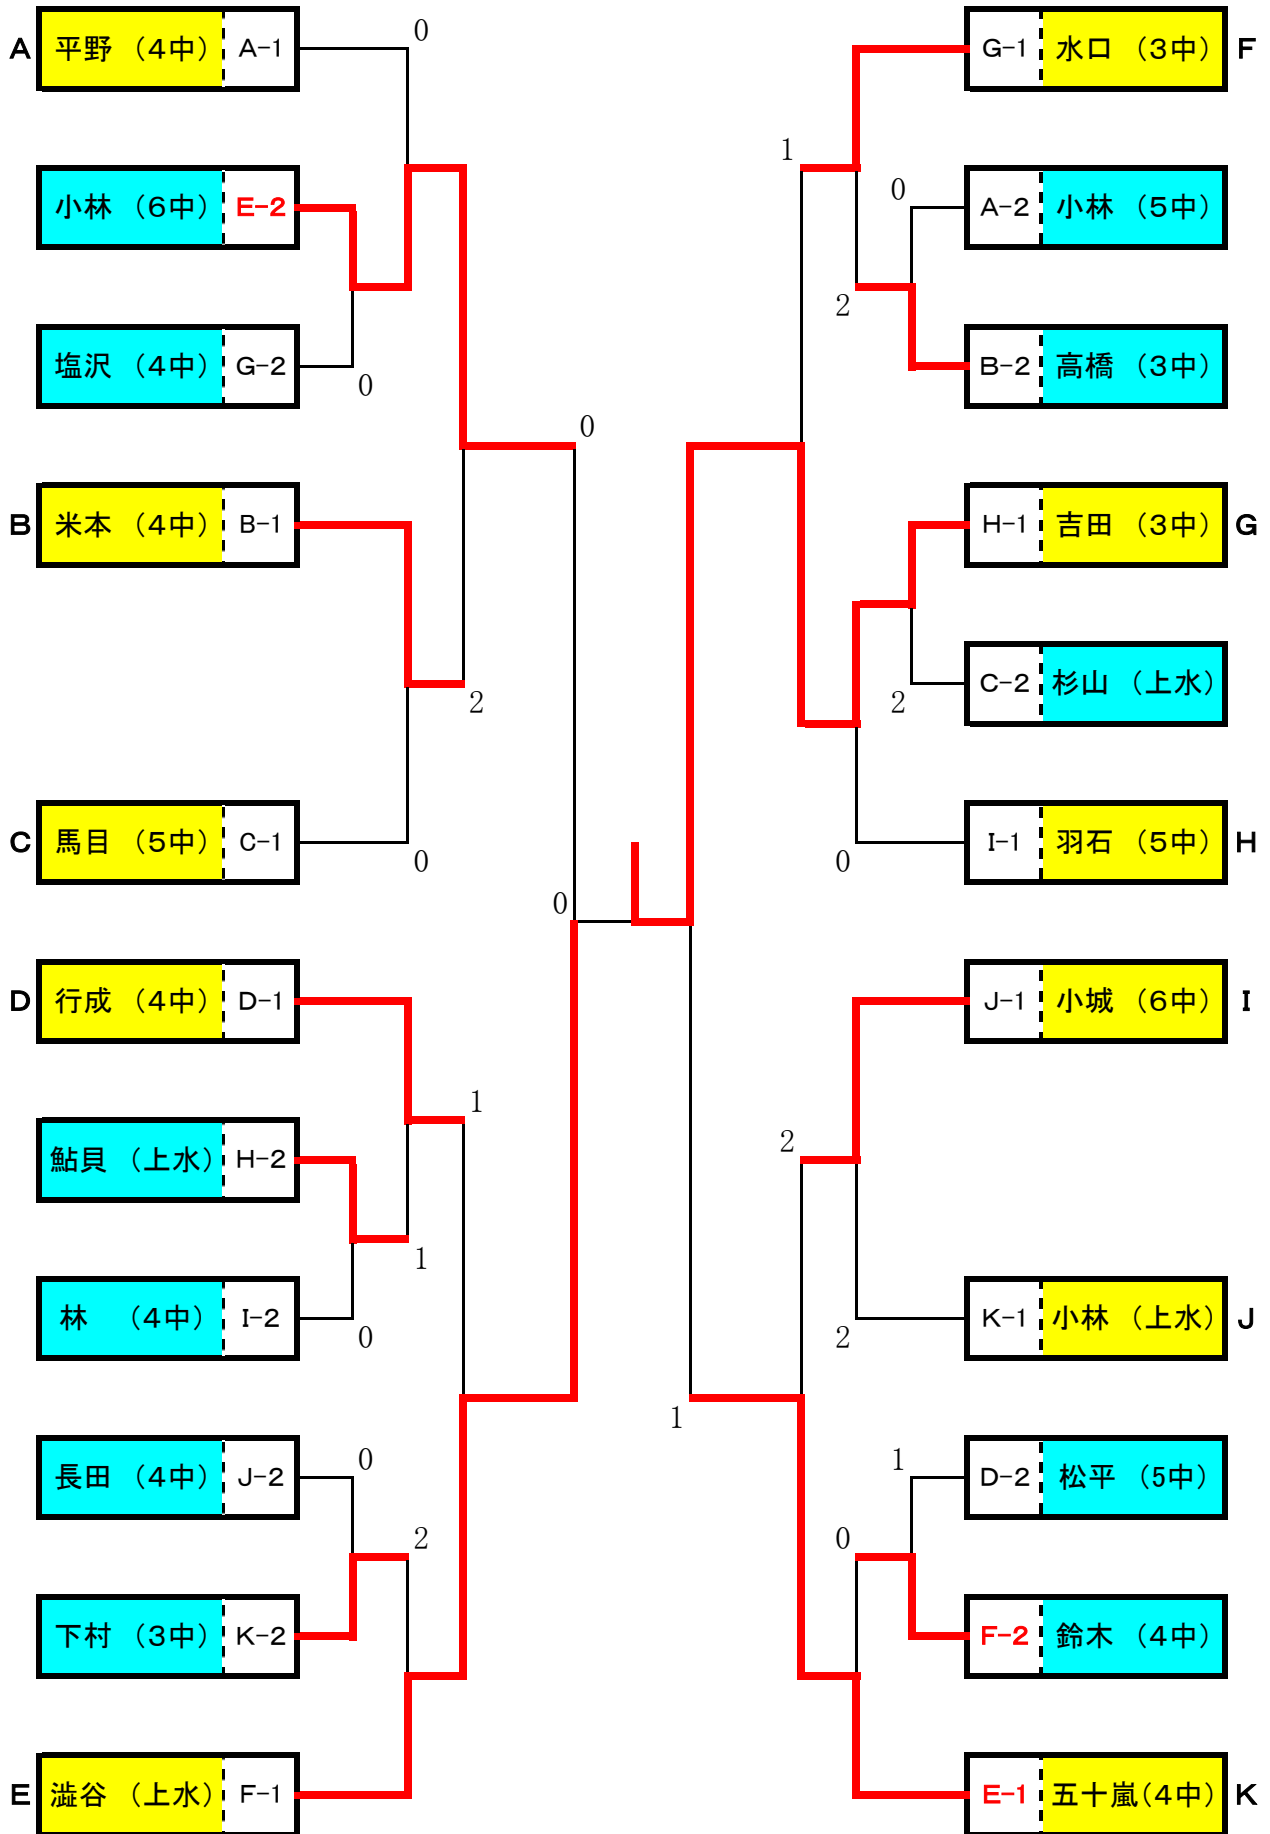 A 平野 （4中） A-1 0
小林 （6中） E-2
塩沢 （4中） G-2 0
0
B 米本 （4中） B-1
2
C 馬目 （5中） C-1 0
0
D 行成 （4中） D-1
1
鮎貝 （上水） H-2
1
林 （4中） I-2 0
長田 （4中） J-2 0
2
下村 （3中） K-2
E 澁谷 （上水） F-1
G-1 水口 （3中） F
1
0 A-2 小林 （5中）
2
B-2 高橋 （3中）
H-1 吉田 （3中） G
2 C-2 杉山 （上水）
0 I-1 羽石 （5中） H
J-1 小城 （6中） I
2
2 K-1 小林 （上水） J
1
1 D-2 松平 （5中）
0
F-2 鈴木 （4中）
E-1 五十嵐（4中） K